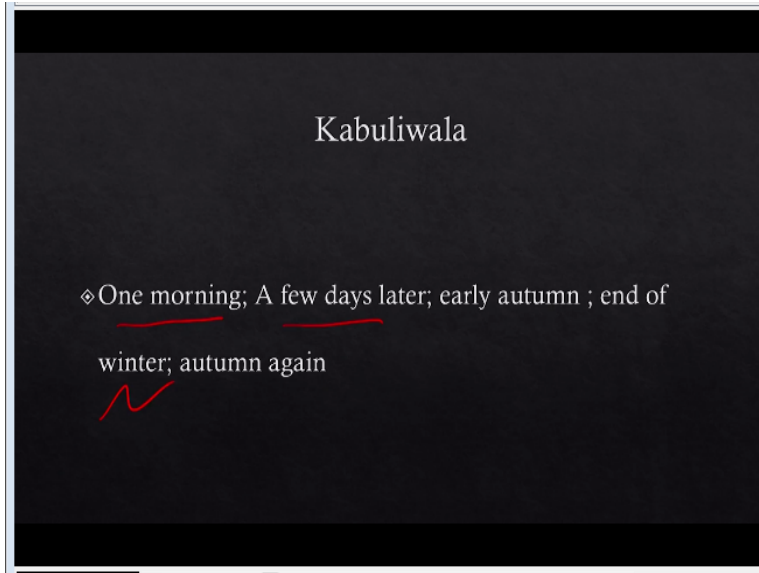 Kabuliwala
◈One morning; A few days later; early autumn ; end of
winter; autumn again